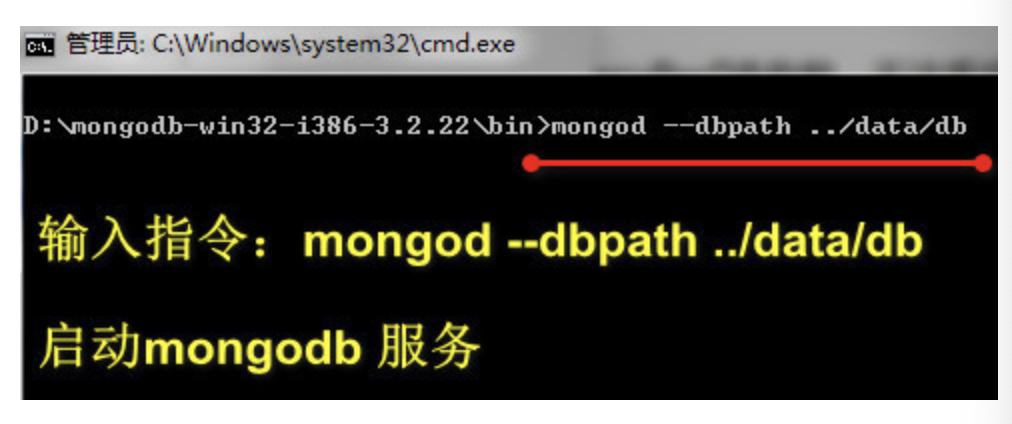 管理员: C:\Windows\system32\cmd.exe
D:\mongodb-win32-i386-3.2.22\bin>mongod --dbpath ../data/db
输入指令：mongod --dbpath ../data/db
启动mongodb 服务